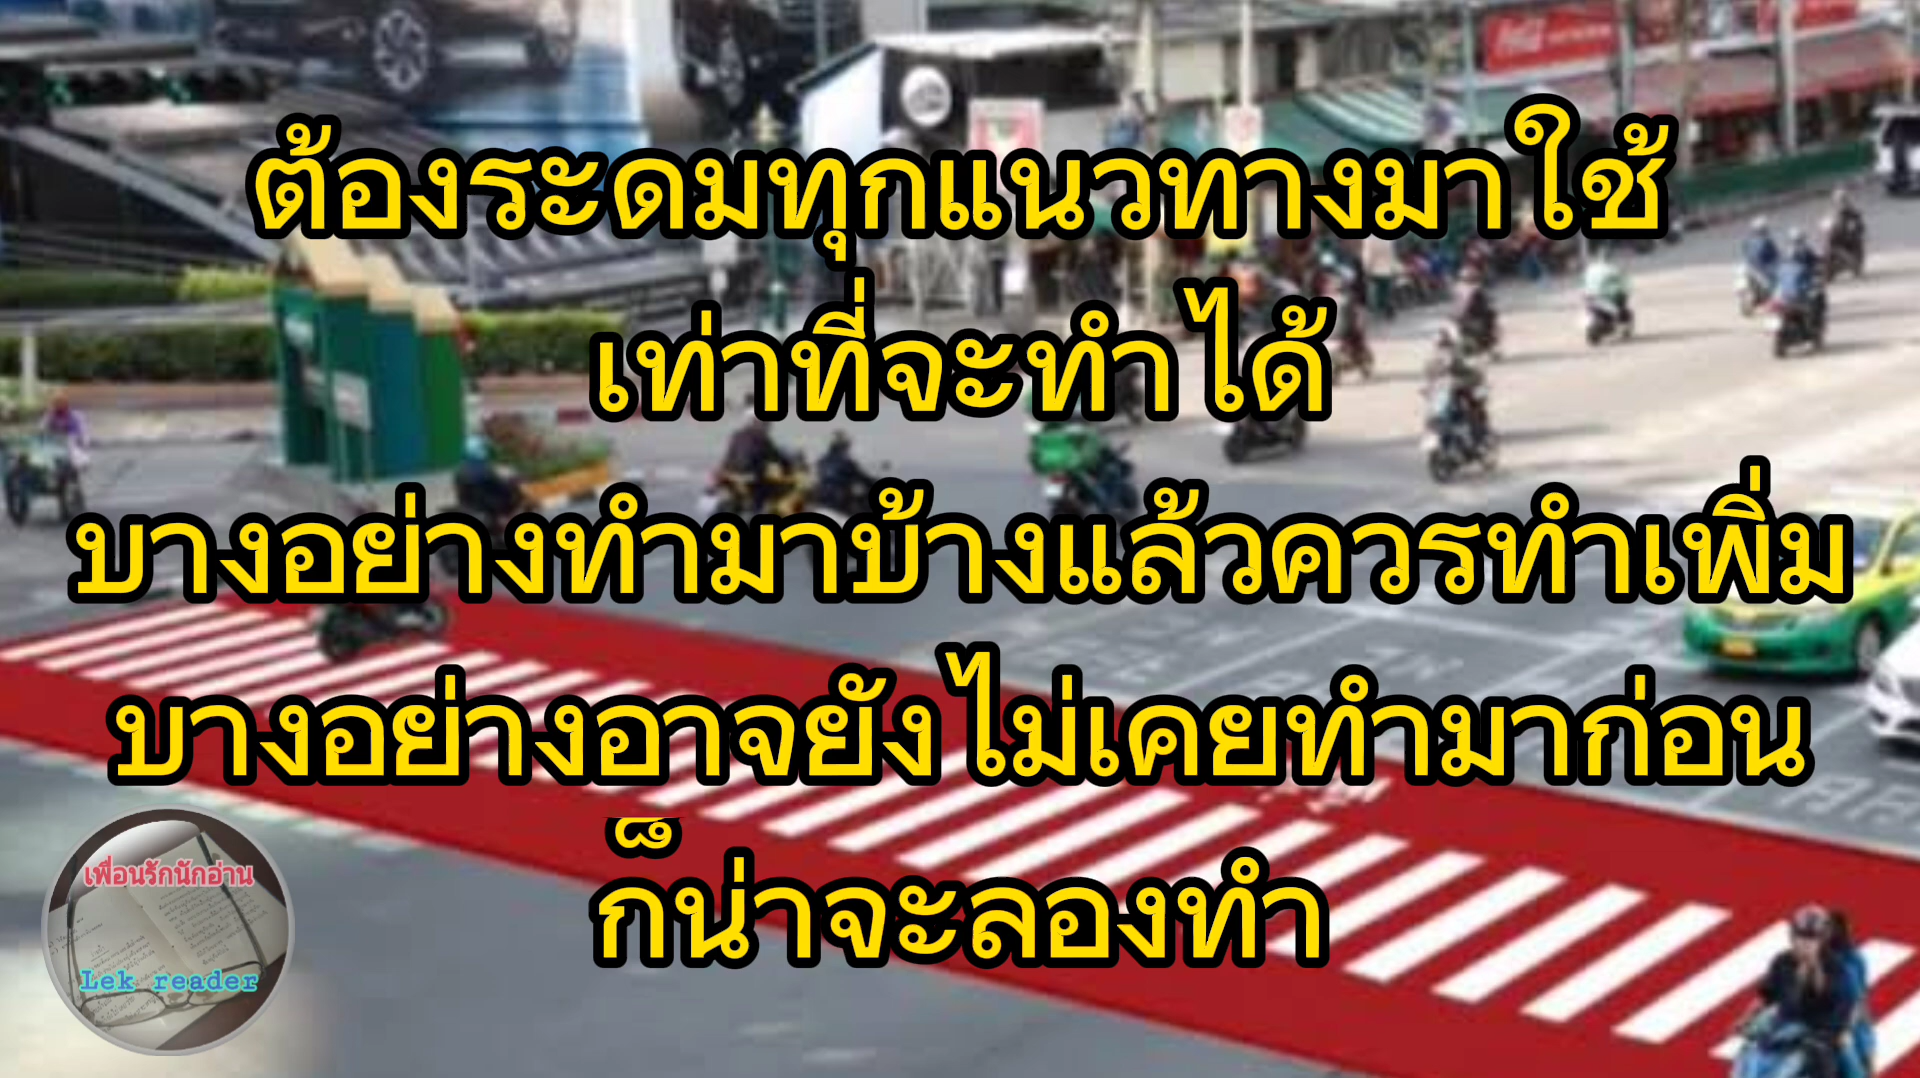 ต้องระดมทุกแนวทางมาใช้
เท่าที่จะทำได้
บางอย่างทำมาบ้างแล้วควรทำเพิ่ม
บางอย่างอาจยังไม่เคยทำมาก่อน
ก็น่าจะลองทำ
เพื่อนรักนักอ่าน
Lek reader